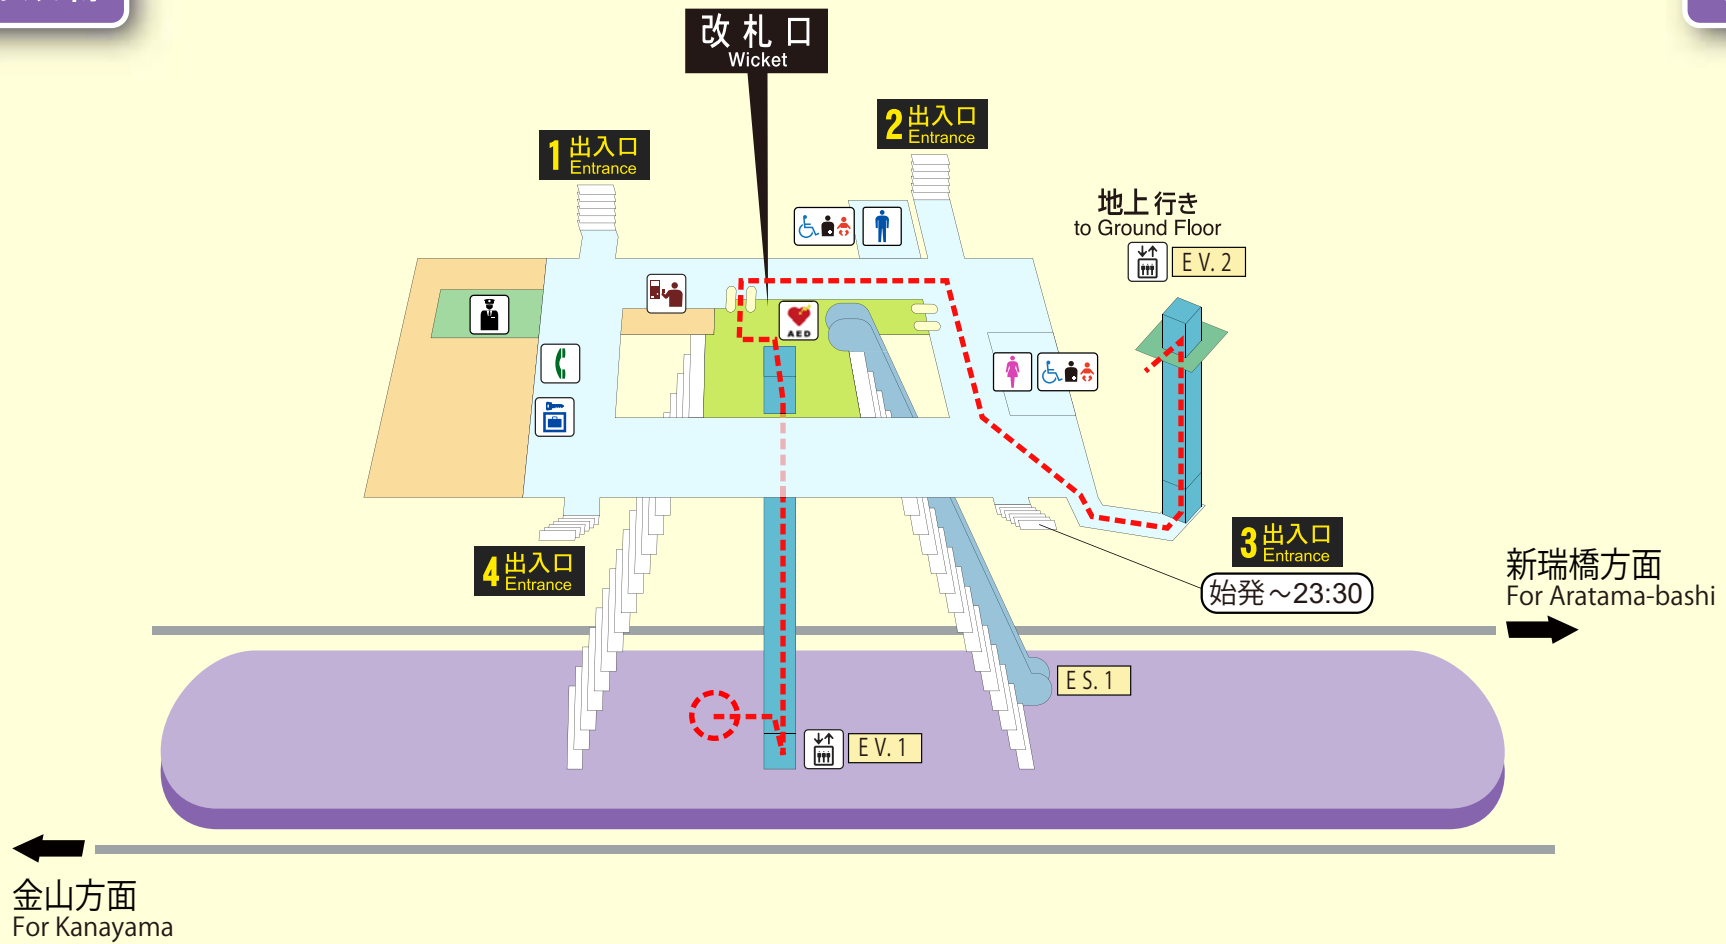 改札口
Wicket
2 出入口
Entrance
1 出入口
Entrance
地上行き
to Ground Floor
EV.2
AED
3 出入口
Entrance
4 出入口
Entrance
始発～23:30
新瑞橋方面
For Aratama-bashi
ES.1
EV.1
金山方面
For Kanayama